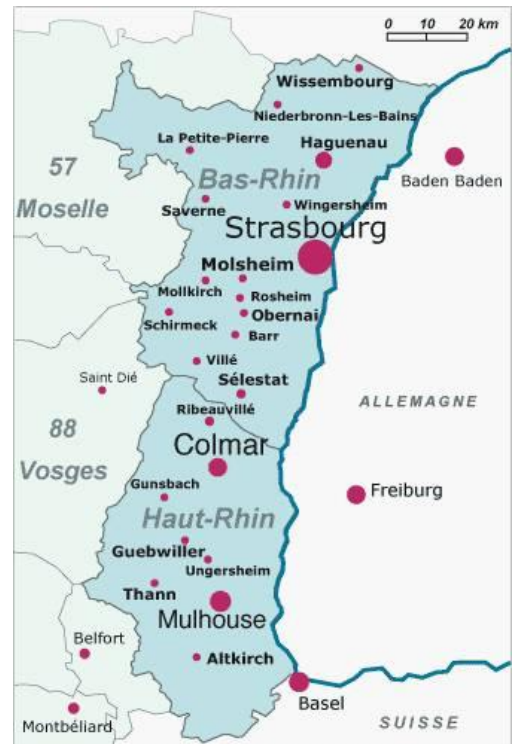 0 10 20 km
Wissembourg
Niederbronn-Les-Bains
La Petite-Pierre
Haguenau
57
Moselle
Baden Baden
Bas-Rhin
Saverne
Wingersheim
Strasbourg
Molsheim
Mollkirch
Rosheim
Schirmeck
Obernai
Barr
Villé
Saint Dié
Sélestat
ALLEMAGNE
Ribeauvillé
88
Vosges
Colmar
Gunsbach
Freiburg
Haut-Rhin
Guebwiller
Ungersheim
Thann
Mulhouse
Belfort
Altkirch
Basel
Montbéliard
SUISSE